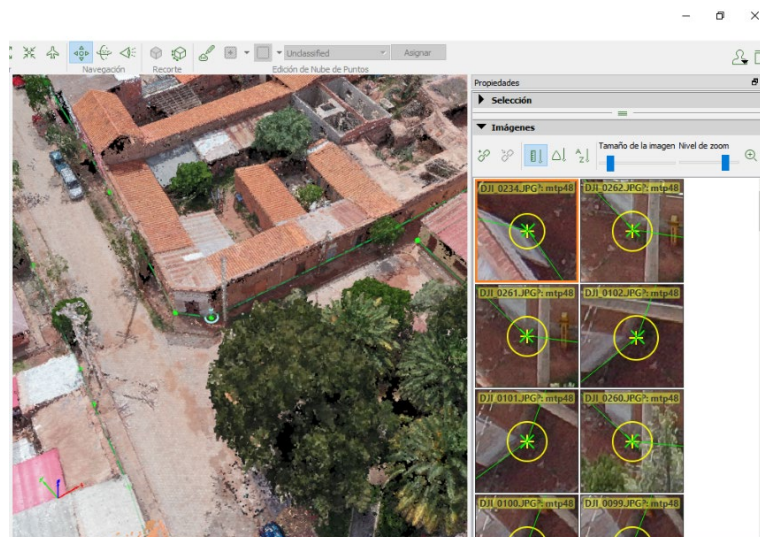 Navegación
Recorte
Unclassified
Asignar
Edición de Nube de Puntos
Propiedades
Selección
Imágenes
Tamaño de la imagen Nivel de zoom
DJI_0234.JPG?: mtp48
DJI_0262.JPG?: mtp48
DJI_0261.JPG?: mtp48
DJI_0102.JPG?: mtp48
DJI_0101.JPG?: mtp48
DJI_0260.JPG?: mtp48
DJI_0100.JPG?: mtp48
DJI_0099.JPG?: mtp48